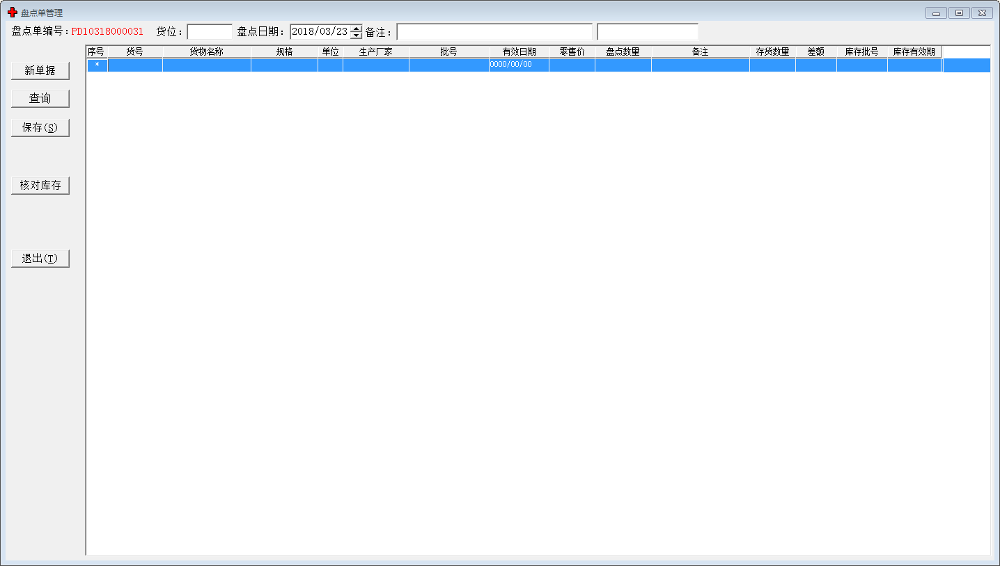 盘点单管理
盘点单编号:PD10318000031 货位: 盘点日期: 2018/03/23 备注:
序号 货号 货物名称 规格 单位 生产厂家 批号 有效日期 零售价 盘点数量 备注 存货数量 差额 库存批号 库存有效期
* 0000/00/00
新单据
查询
保存(S)
核对库存
退出(T)